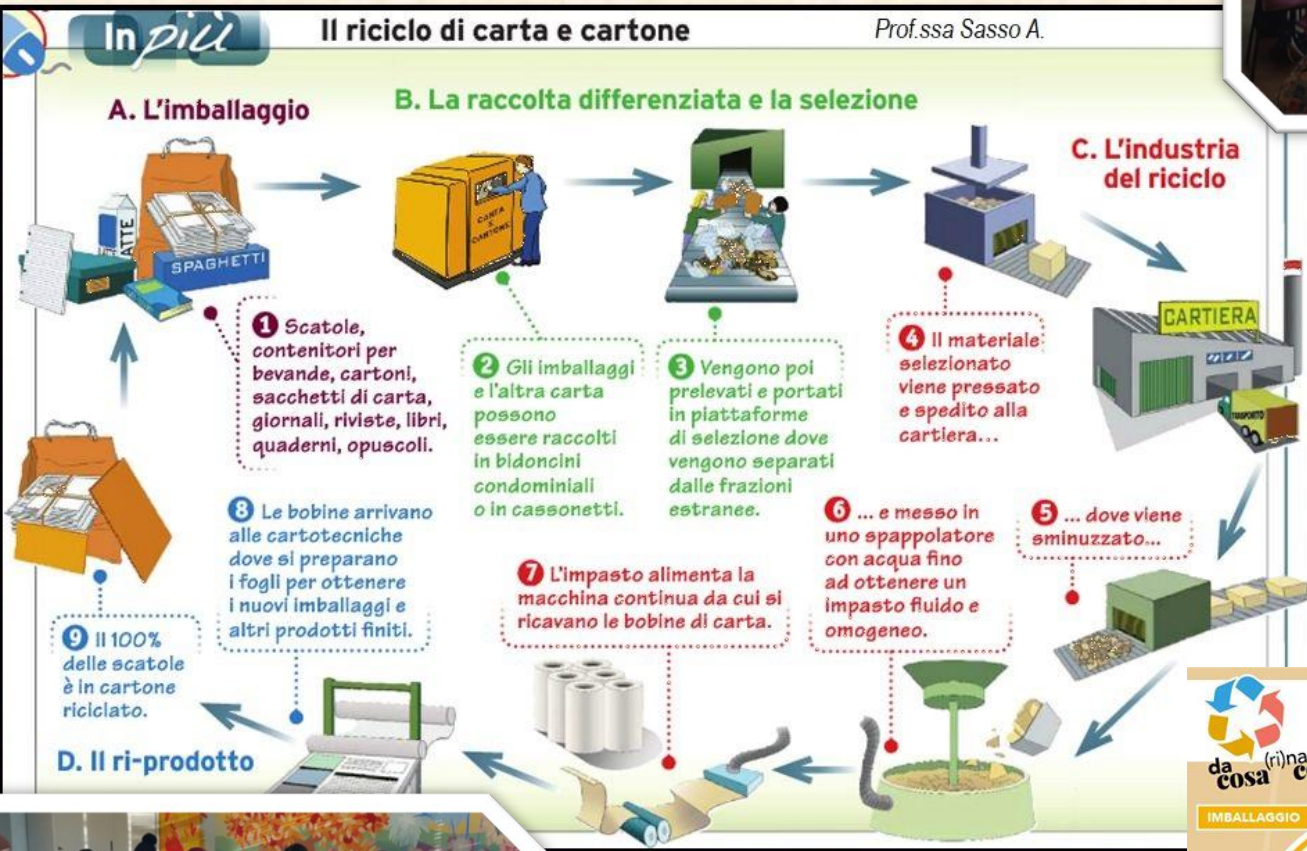 In più
Il riciclo di carta e cartone
Prof.ssa Sasso A.
A. L'imballaggio
B. La raccolta differenziata e la selezione
C. L'industria
del riciclo
SPAGHETTI
CARTA
E
CARTONE
CARTIERA
TRASPORTO
1 Scatole,
contenitori per
bevande, cartoni,
sacchetti di carta,
giornali, riviste, libri,
quaderni, opuscoli.
2 Gli imballaggi
e l'altra carta
possono
essere raccolti
in bidoncini
condominiali
o in cassonetti.
3 Vengono poi
prelevati e portati
in piattaforme
di selezione dove
vengono separati
dalle frazioni
estranee.
4 Il materiale
selezionato
viene pressato
e spedito alla
cartiera...
5 ... dove viene
sminuzzato...
6 ... e messo in
uno spappolatore
con acqua fino
ad ottenere un
impasto fluido e
omogeneo.
7 L'impasto alimenta la
macchina continua da cui si
ricavano le bobine di carta.
8 Le bobine arrivano
alle cartotecniche
dove si preparano
i fogli per ottenere
i nuovi imballaggi e
altri prodotti finiti.
9 Il 100%
delle scatole
è in cartone
riciclato.
D. Il ri-prodotto
da
cosa
IMBALLAGGIO